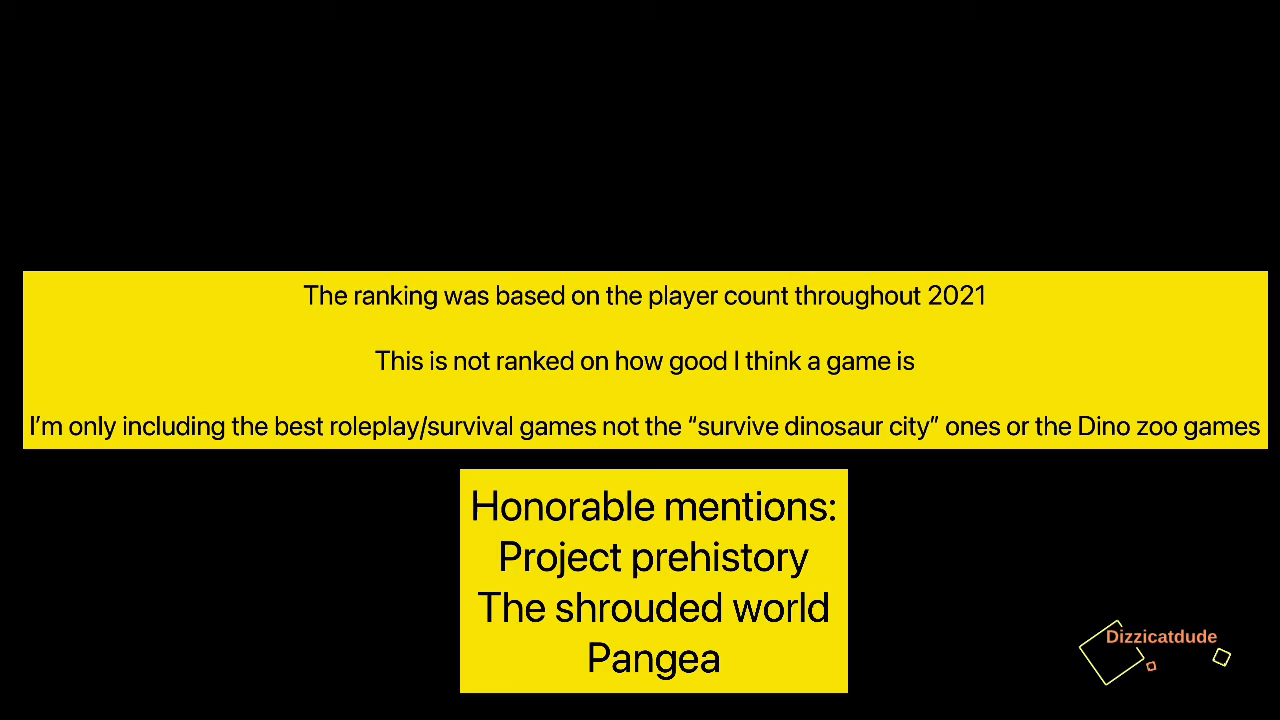 The ranking was based on the player count throughout 2021
This is not ranked on how good I think a game is
I’m only including the best roleplay/survival games not the “survive dinosaur city” ones or the Dino zoo games
Honorable mentions:
Project prehistory
The shrouded world
Pangea
Dizzicatdude